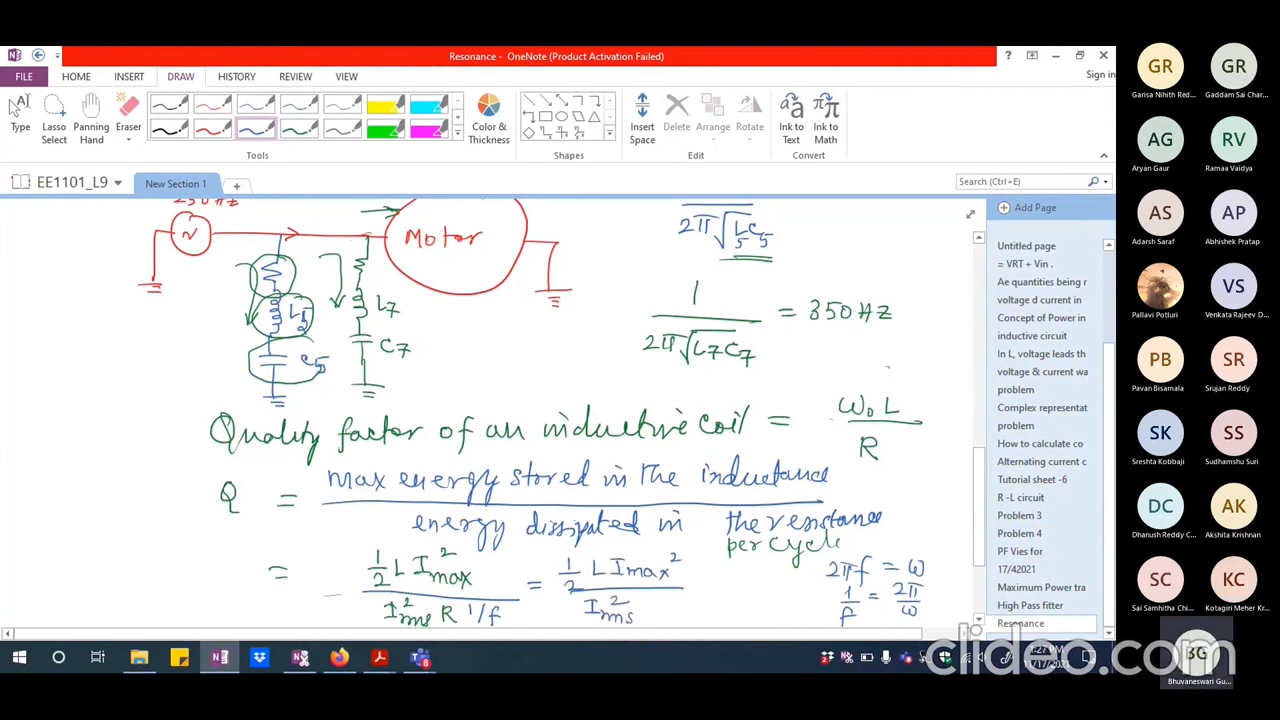 Resonance - OneNote (Product Activation Failed)
FILE HOME INSERT DRAW HISTORY REVIEW VIEW
Sign in
Type
Lasso Select
Panning Hand
Eraser
Color & Thickness
Insert Space
Delete
Arrange
Rotate
Ink to Text
Ink to Math
Tools
Shapes
Edit
Convert
EE1101_L9
New Section 1
Search (Ctrl+E)
250 Hz
Motor
L5
C5
L7
C7
2π√L5C5
1
2π√L7C7
= 350 Hz
Quality factor of an inductive coil = ω₀L
R
Q = max energy stored in the inductance
energy dissipated in the resistance
per cycle
= ½ L I²max = ½ L Imax²
I²rms R 1/f I²rms
2πf = ω
1/f = 2π/ω
Add Page
Untitled page
= VRT + Vin .
Ae quantities being r
voltage d current in
Concept of Power in
inductive circuit
In L, voltage leads th
voltage & current wa
problem
Complex representat
problem
How to calculate co
Alternating current c
Tutorial sheet -6
R -L circuit
Problem 3
Problem 4
PF Vies for
17/42021
Maximum Power tra
High Pass fitter
Resonance
GR
Garisa Nihith Red...
GR
Gaddam Sai Char...
AG
Aryan Gaur
RV
Ramaa Vaidya
AS
Adarsh Saraf
AP
Abhishek Pratap
Pallavi Potluri
VS
Venkata Rajeev D...
PB
Pavan Bisamala
SR
Srujan Reddy
SK
Sreshta Kobbaji
SS
Sudhamshu Suri
DC
Dhanush Reddy C...
AK
Akshita Krishnan
SC
Sai Samhitha Chi...
KC
Kotagiri Meher Kr...
BG
Bhuvaneswari Gu...
1:27 PM
11/17/2021
clideo.com